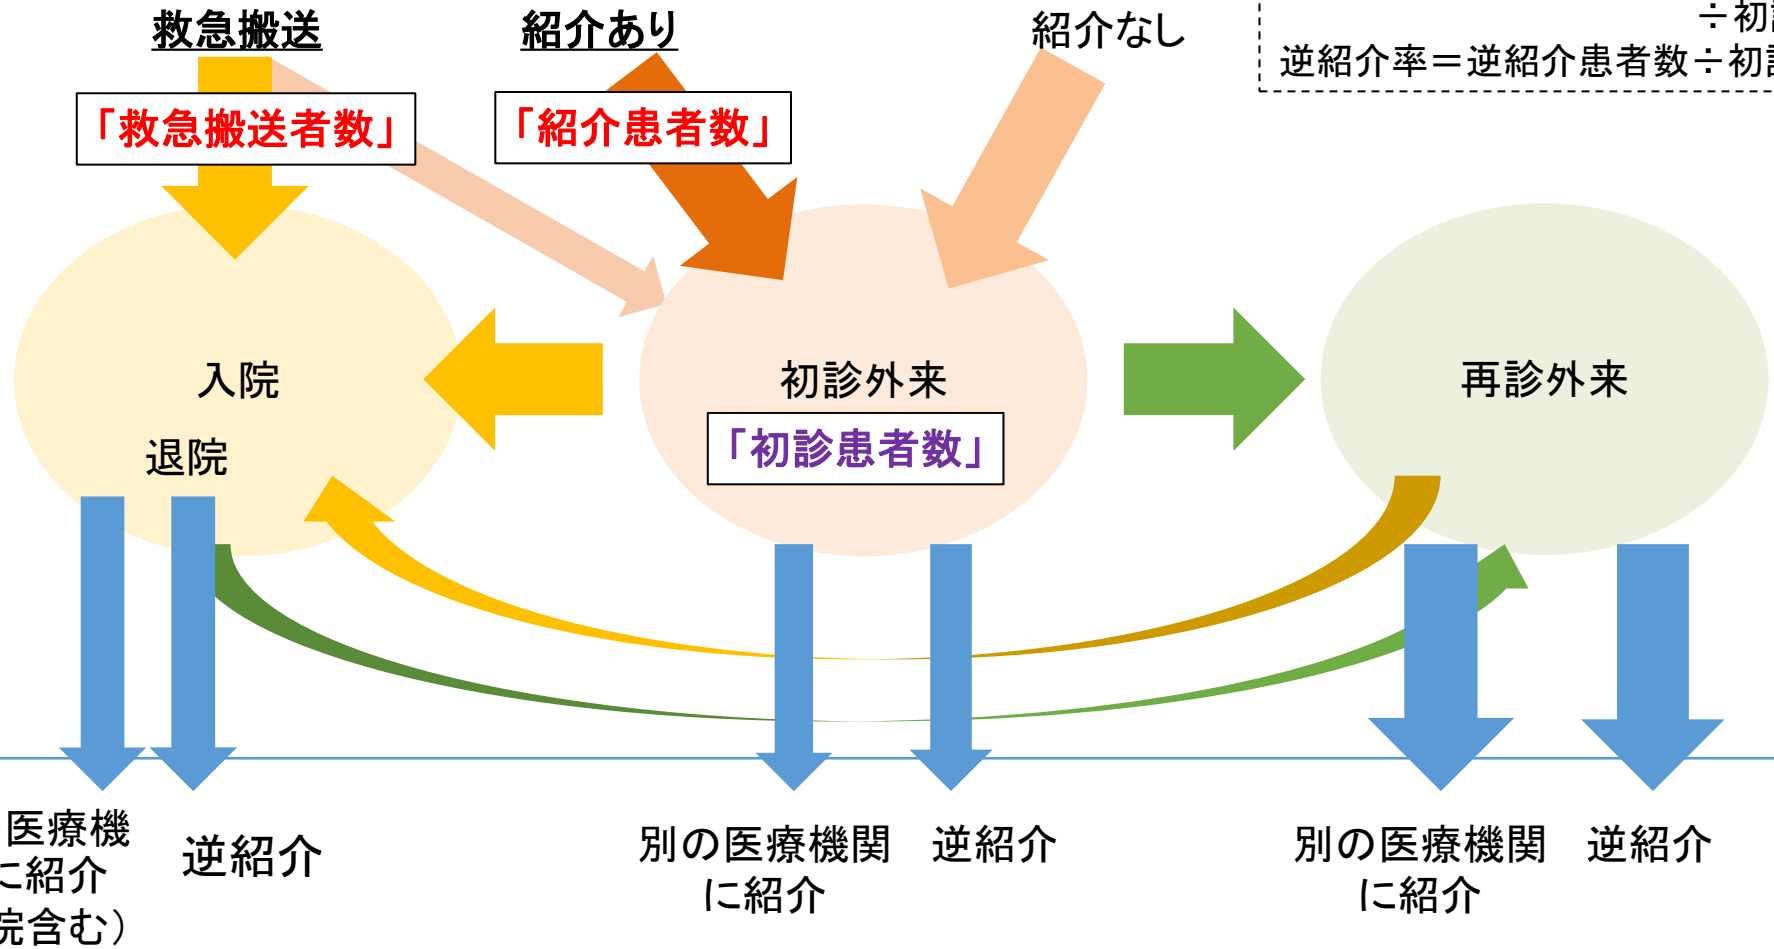 救急搬送
紹介あり
紹介なし
÷初
逆紹介率＝逆紹介患者数÷初
「救急搬送者数」
「紹介患者数」
入院
退院
初診外来
「初診患者数」
再診外来
医療機
に紹介
院含む）
逆紹介
別の医療機関
に紹介
逆紹介
別の医療機関
に紹介
逆紹介